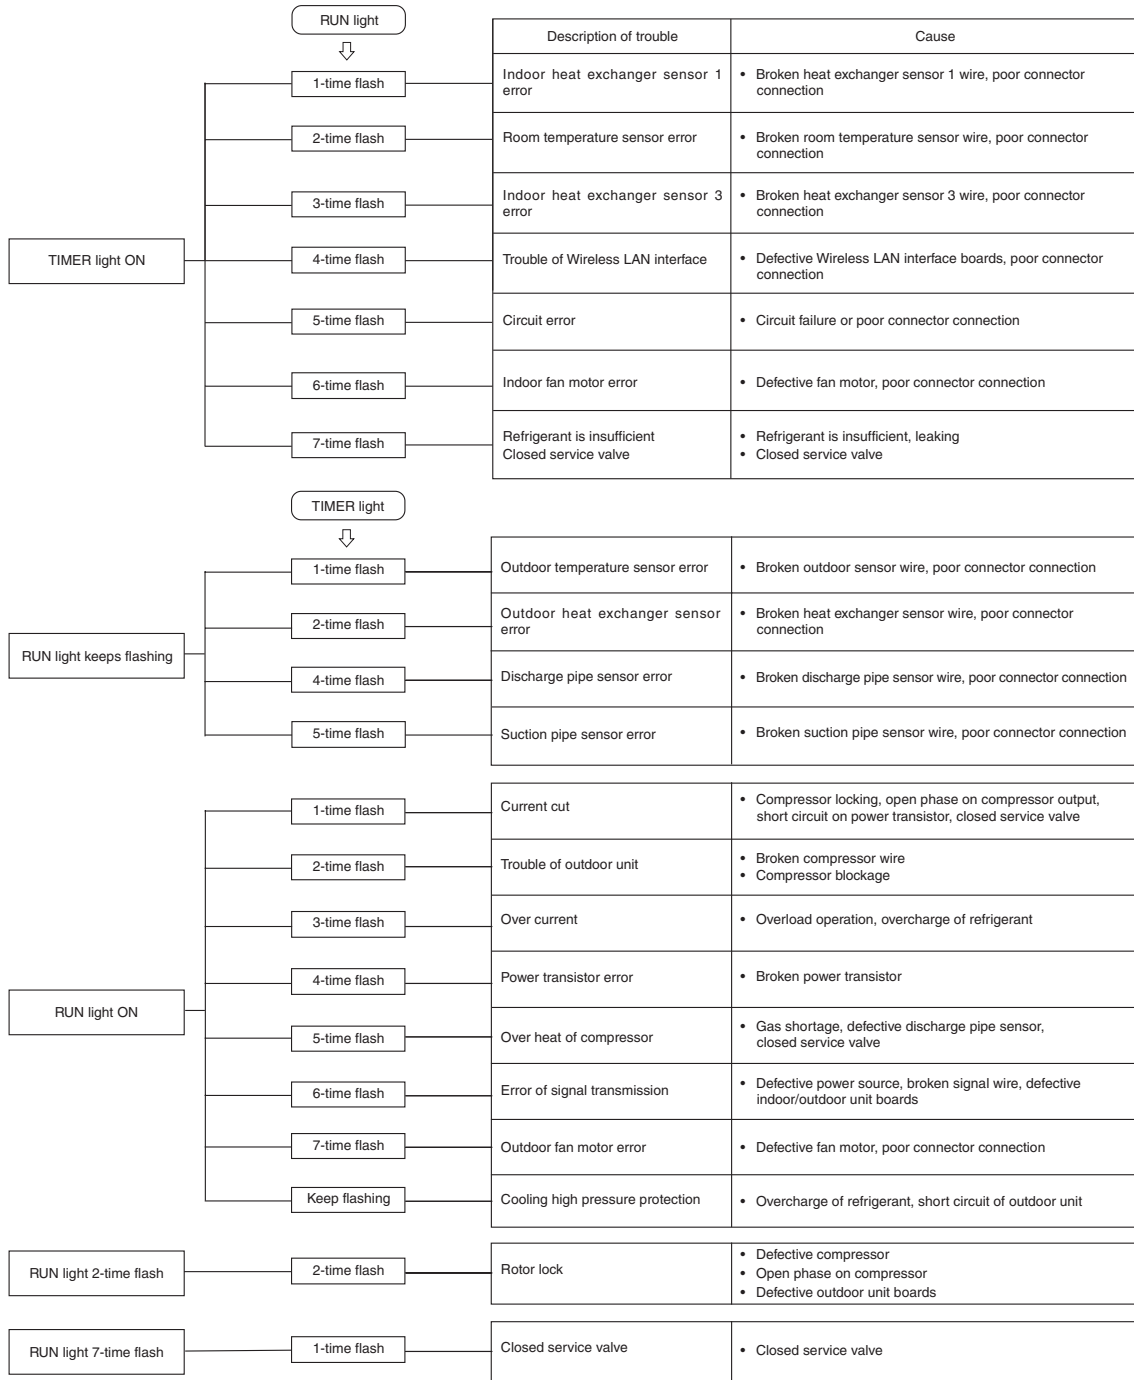 RUN light
Description of trouble
Cause
1-time flash
Indoor heat exchanger sensor 1
error
• Broken heat exchanger sensor 1 wire, poor connector
connection
2-time flash
Room temperature sensor error
• Broken room temperature sensor wire, poor connector
connection
3-time flash
Indoor heat exchanger sensor 3
error
• Broken heat exchanger sensor 3 wire, poor connector
connection
TIMER light ON
4-time flash
Trouble of Wireless LAN interface
• Defective Wireless LAN interface boards, poor connector
connection
5-time flash
Circuit error
• Circuit failure or poor connector connection
6-time flash
Indoor fan motor error
• Defective fan motor, poor connector connection
7-time flash
Refrigerant is insufficient
Closed service valve
• Refrigerant is insufficient, leaking
• Closed service valve
TIMER light
1-time flash
Outdoor temperature sensor error
• Broken outdoor sensor wire, poor connector connection
2-time flash
Outdoor heat exchanger sensor
error
• Broken heat exchanger sensor wire, poor connector
connection
RUN light keeps flashing
4-time flash
Discharge pipe sensor error
• Broken discharge pipe sensor wire, poor connector connection
5-time flash
Suction pipe sensor error
• Broken suction pipe sensor wire, poor connector connection
1-time flash
Current cut
• Compressor locking, open phase on compressor output,
short circuit on power transistor, closed service valve
2-time flash
Trouble of outdoor unit
• Broken compressor wire
• Compressor blockage
3-time flash
Over current
• Overload operation, overcharge of refrigerant
4-time flash
Power transistor error
• Broken power transistor
RUN light ON
5-time flash
Over heat of compressor
• Gas shortage, defective discharge pipe sensor,
closed service valve
6-time flash
Error of signal transmission
• Defective power source, broken signal wire, defective
indoor/outdoor unit boards
7-time flash
Outdoor fan motor error
• Defective fan motor, poor connector connection
Keep flashing
Cooling high pressure protection
• Overcharge of refrigerant, short circuit of outdoor unit
RUN light 2-time flash
2-time flash
Rotor lock
• Defective compressor
• Open phase on compressor
• Defective outdoor unit boards
RUN light 7-time flash
1-time flash
Closed service valve
• Closed service valve